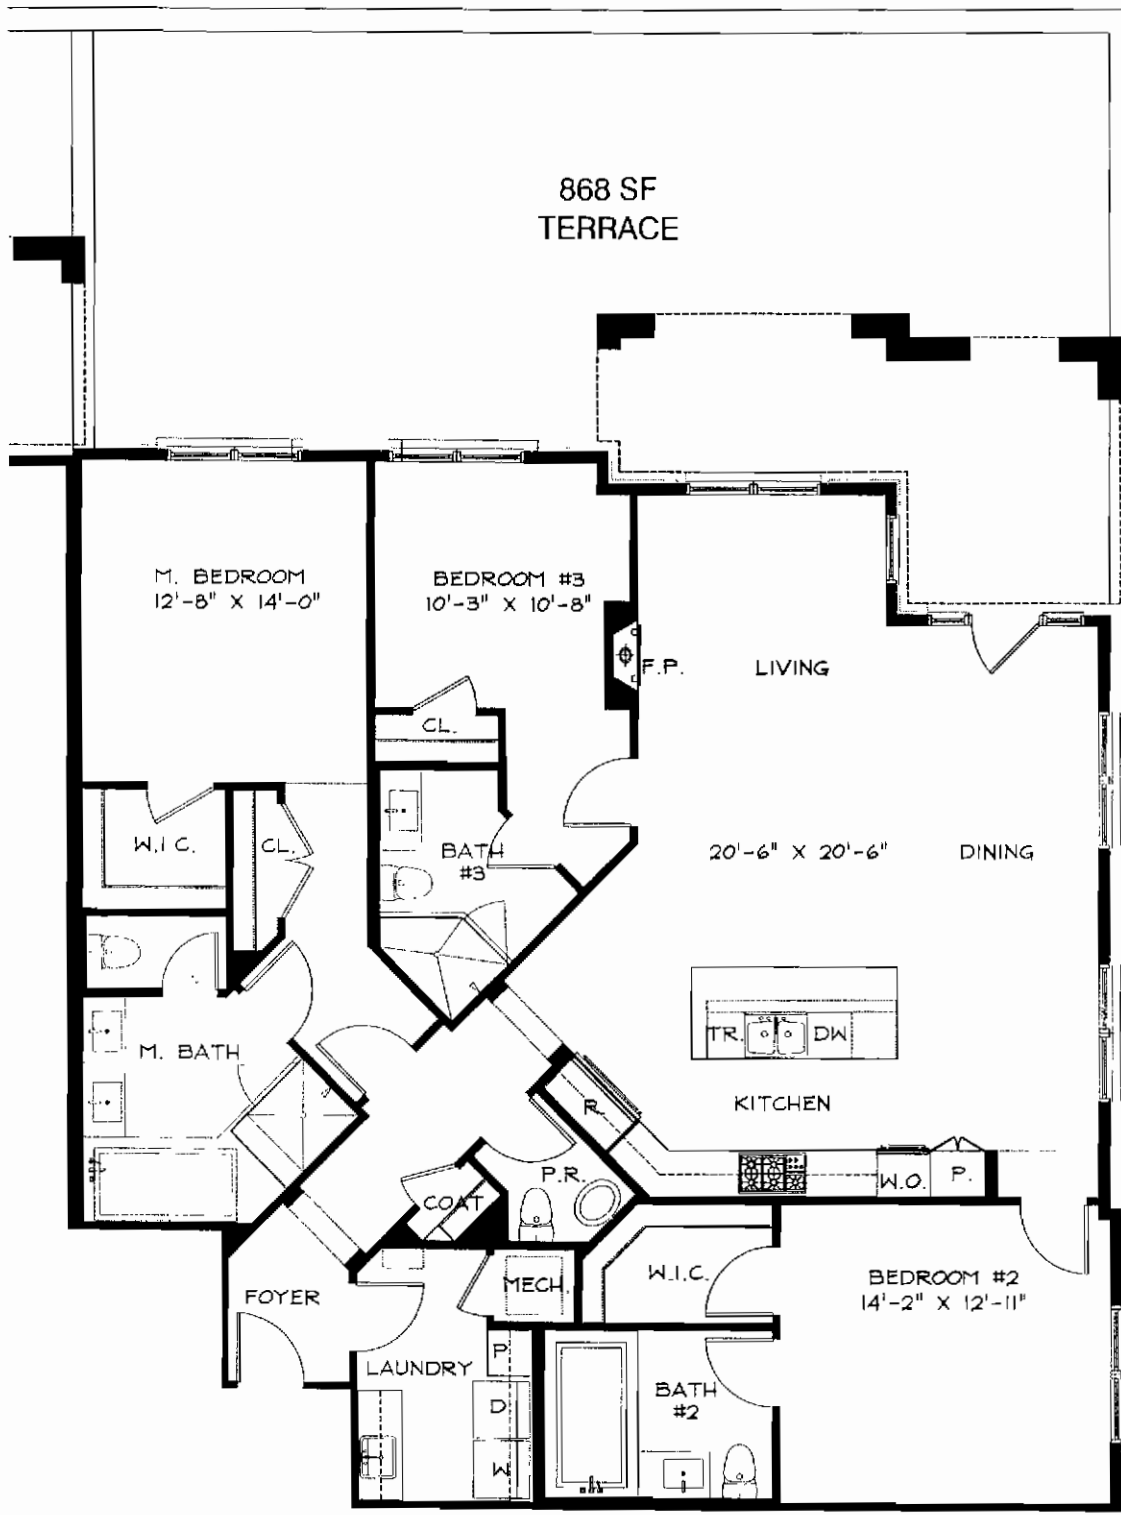 868 SF
TERRACE
M. BEDROOM
12'-8" X 14'-0"
BEDROOM #3
10'-3" X 10'-8"
F.P.
LIVING
CL.
W.I.C.
CL.
BATH
#3
20'-6" X 20'-6"
DINING
TR.
DW
M. BATH
R.
KITCHEN
P.R.
W.O.
P.
COAT
W.I.C.
MECH.
BEDROOM #2
14'-2" X 12'-11"
FOYER
LAUNDRY
P
D
W
BATH
#2